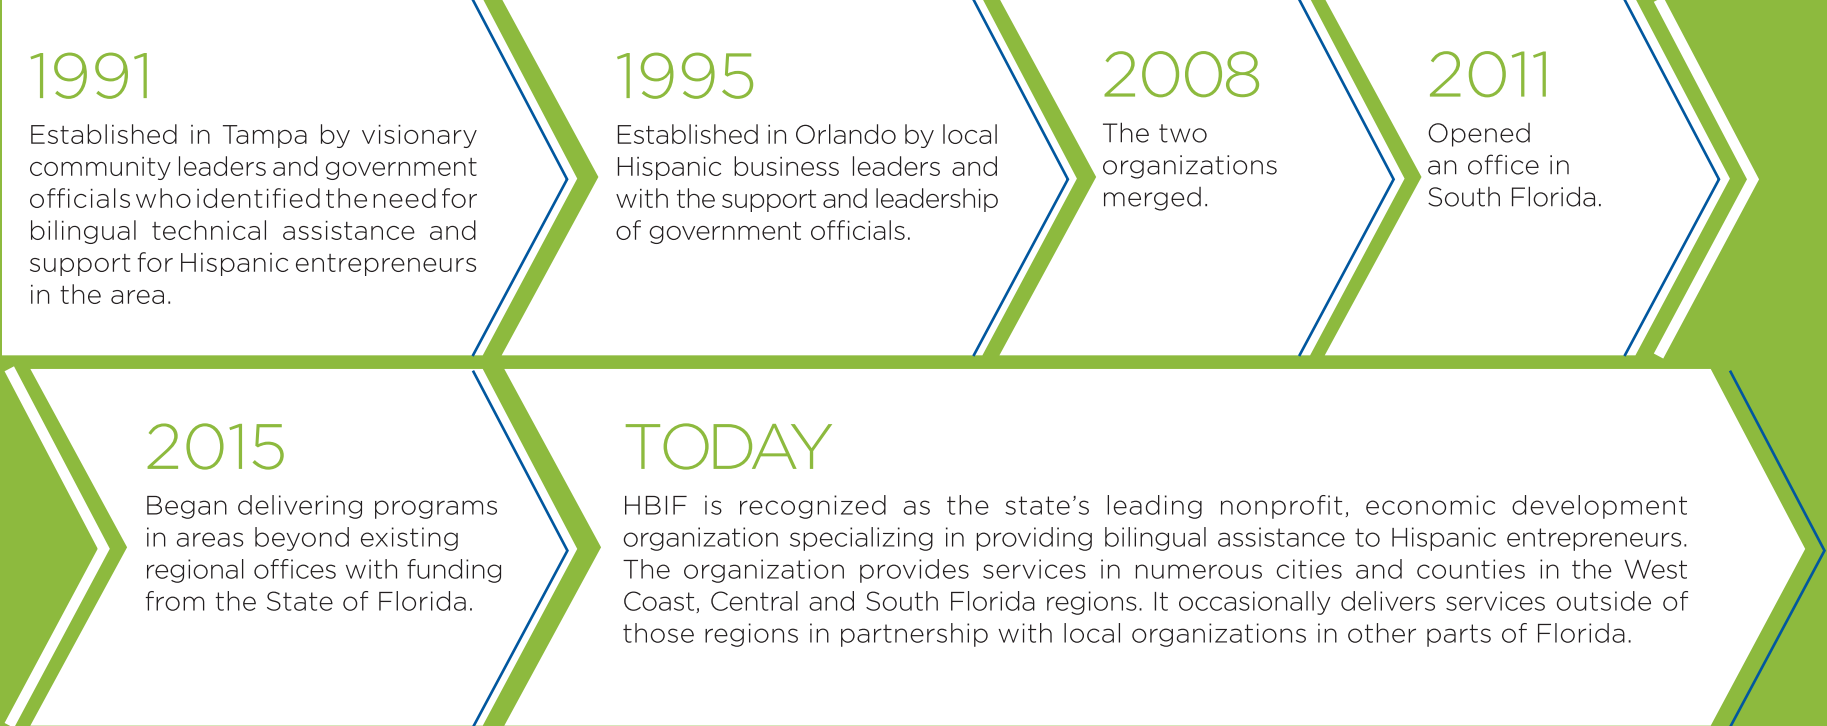 1991
Established in Tampa by visionary
community leaders and government
officials who identified the need for
bilingual technical assistance and
support for Hispanic entrepreneurs
in the area.
1995
Established in Orlando by local
Hispanic business leaders and
with the support and leadership
of government officials.
2008
The two
organizations
merged.
2011
Opened
an office in
South Florida.
2015
Began delivering programs
in areas beyond existing
regional offices with funding
from the State of Florida.
TODAY
HBIF is recognized as the state’s leading nonprofit, economic development
organization specializing in providing bilingual assistance to Hispanic entrepreneurs.
The organization provides services in numerous cities and counties in the West
Coast, Central and South Florida regions. It occasionally delivers services outside of
those regions in partnership with local organizations in other parts of Florida.